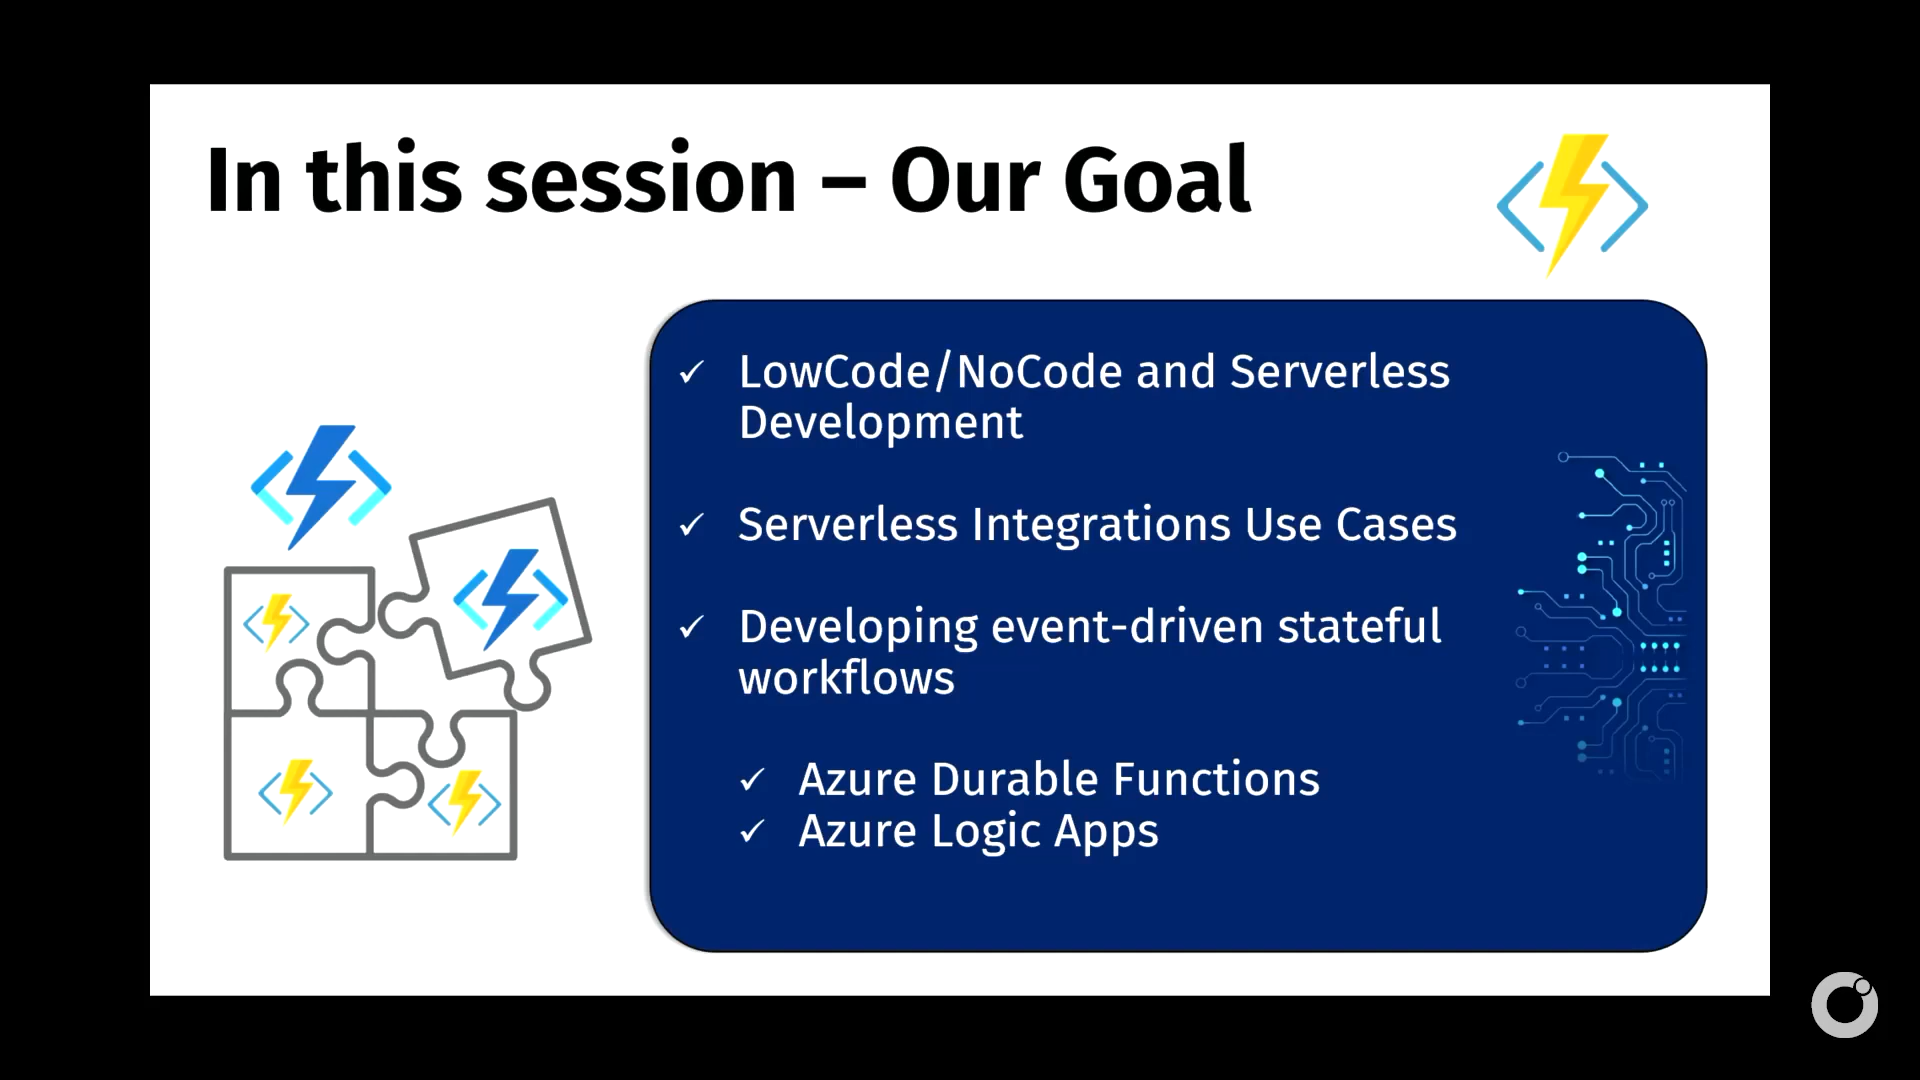 In this session – Our Goal
✓ LowCode/NoCode and Serverless
Development
✓ Serverless Integrations Use Cases
✓ Developing event-driven stateful
workflows
✓ Azure Durable Functions
✓ Azure Logic Apps